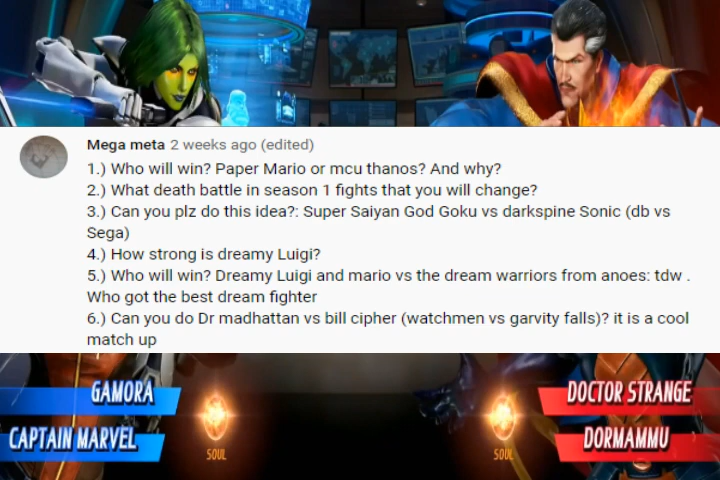 Mega meta 2 weeks ago (edited)
1.) Who will win? Paper Mario or mcu thanos? And why?
2.) What death battle in season 1 fights that you will change?
3.) Can you plz do this idea?: Super Saiyan God Goku vs darkspine Sonic (db vs
Sega)
4.) How strong is dreamy Luigi?
5.) Who will win? Dreamy Luigi and mario vs the dream warriors from anoes: tdw .
Who got the best dream fighter
6.) Can you do Dr madhattan vs bill cipher (watchmen vs garvity falls)? it is a cool
match up
GAMORA
CAPTAIN MARVEL
SOUL
SOUL
DOCTOR STRANGE
DORMAMMU